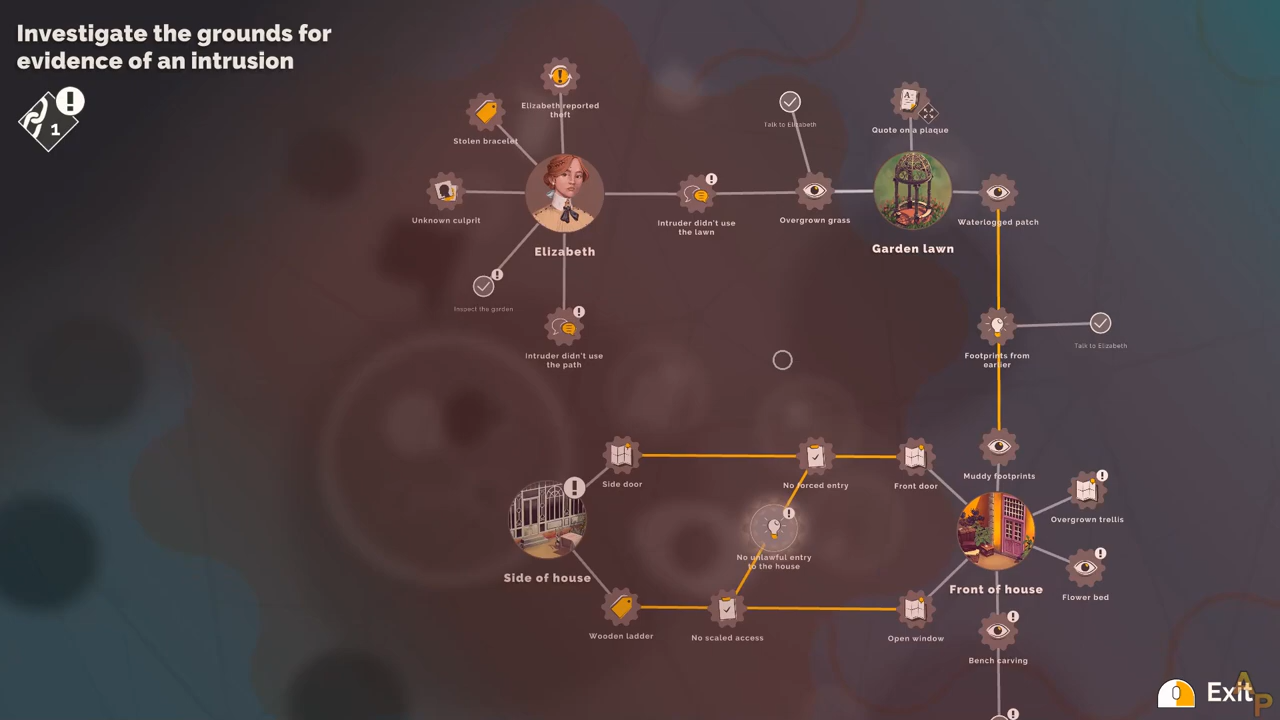 Investigate the grounds for
evidence of an intrusion
1
Elizabeth reported
theft
Stolen bracelet
Unknown culprit
Elizabeth
Inspect the garden
Intruder didn't use
the path
Intruder didn't use
the lawn
Talk to Elizabeth
Overgrown grass
Quote on a plaque
Garden lawn
Waterlogged patch
Footprints from
earlier
Talk to Elizabeth
Muddy footprints
Side door
No forced entry
Front door
Overgrown trellis
No unlawful entry
to the house
Side of house
Front of house
Flower bed
Wooden ladder
No scaled access
Open window
Bench carving
Exit
AP